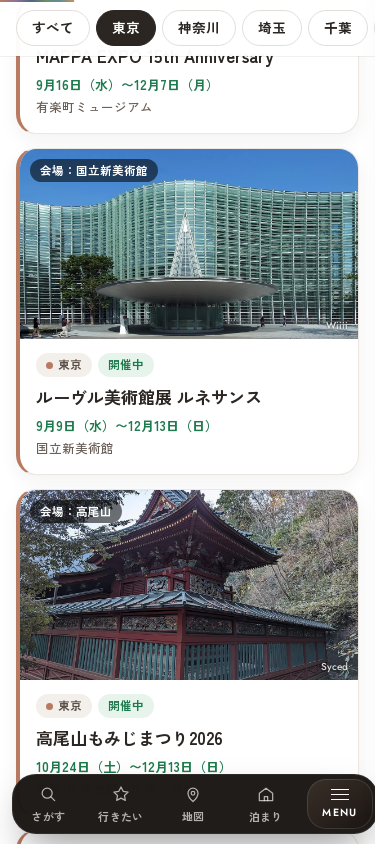 すべて
東京
神奈川
埼玉
千葉
MAPPA EXPO 15th Anniversary
9月16日（水）〜12月7日（月）
有楽町ミュージアム
会場：国立新美術館
Wiiii
東京
開催中
ルーヴル美術館展 ルネサンス
9月9日（水）〜12月13日（日）
国立新美術館
会場：高尾山
Syced
東京
開催中
高尾山もみじまつり2026
10月24日（土）〜12月13日（日）
さがす
行きたい
地図
泊まり
MENU